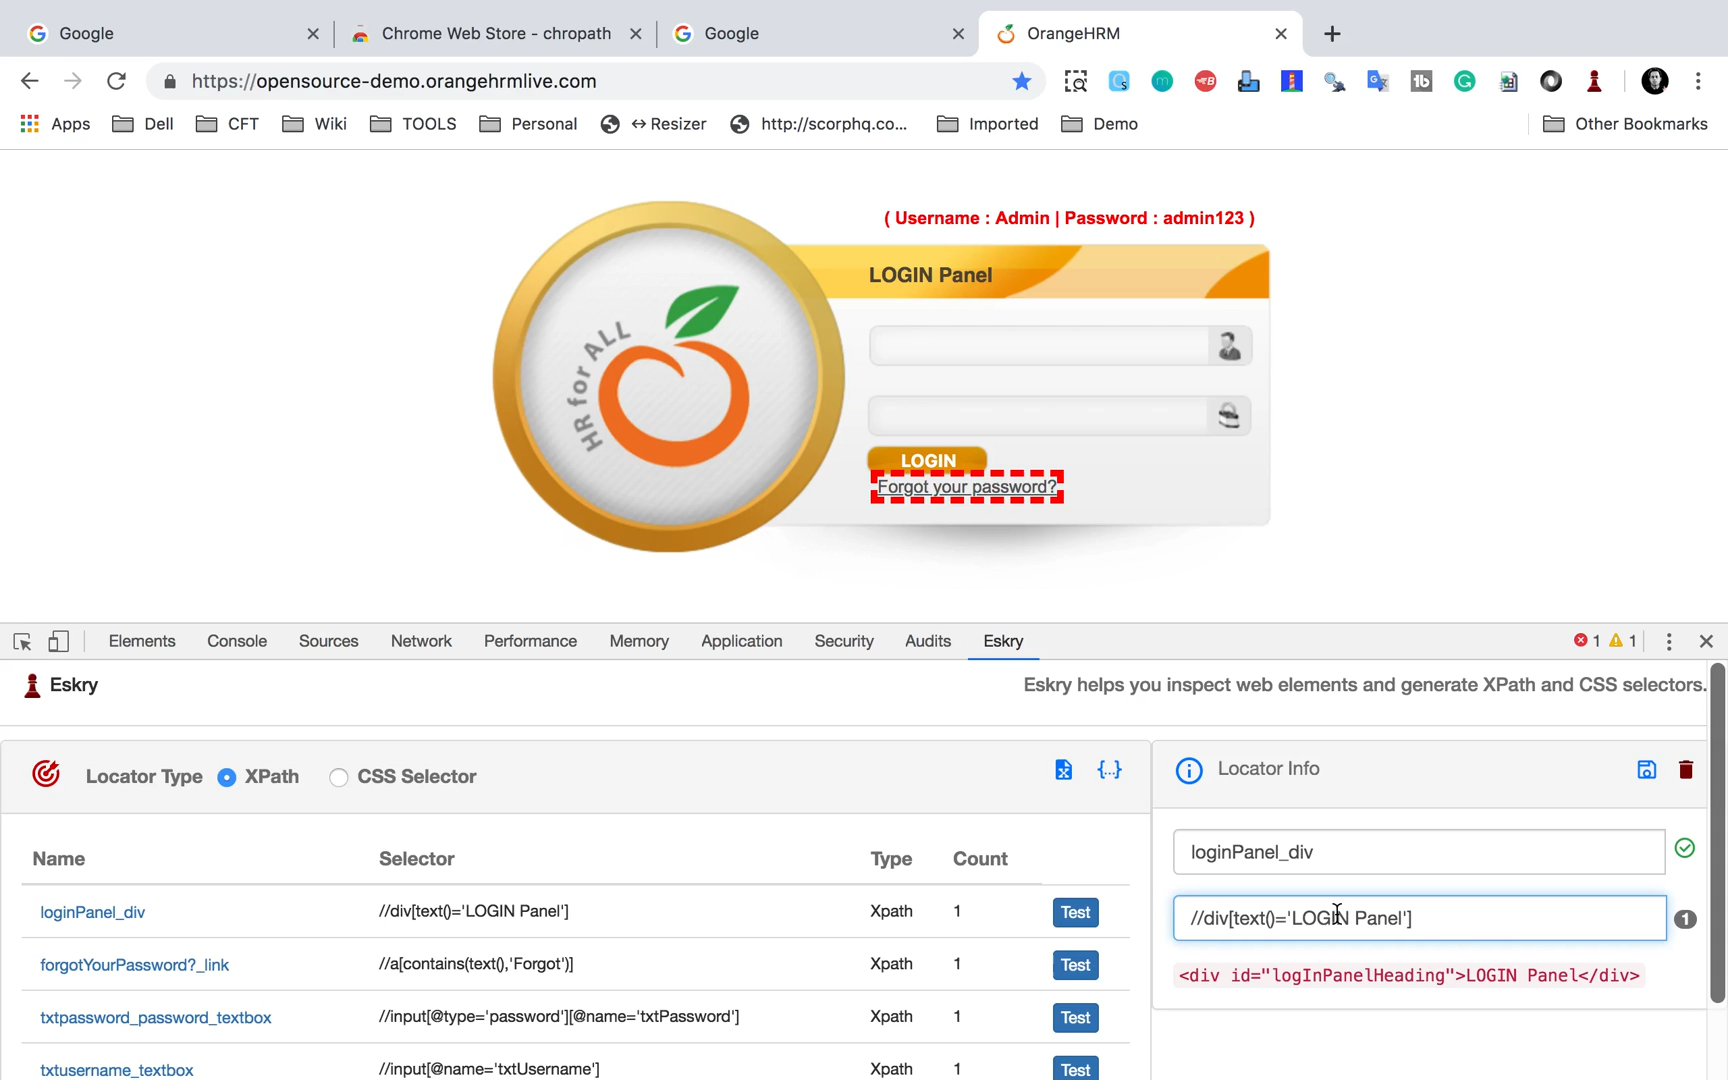 Google
Chrome Web Store - chropath
Google
OrangeHRM
https://opensource-demo.orangehrmlive.com
Apps
Dell
CFT
Wiki
TOOLS
Personal
<->Resizer
http://scorphq.co...
Imported
Demo
Other Bookmarks
( Username : Admin | Password : admin123 )
LOGIN Panel
HR for ALL
LOGIN
Forgot your password?
Elements
Console
Sources
Network
Performance
Memory
Application
Security
Audits
Eskry
1
1
Eskry
Eskry helps you inspect web elements and generate XPath and CSS selectors.
Locator Type
XPath
CSS Selector
{...}
Locator Info
Name
Selector
Type
Count
loginPanel_div
//div[text()='LOGIN Panel']
Xpath
1
Test
forgotYourPassword?_link
//a[contains(text(),'Forgot')]
Xpath
1
Test
txtpassword_password_textbox
//input[@type='password'][@name='txtPassword']
Xpath
1
Test
txtusername_textbox
//input[@name='txtUsername']
Xpath
1
Test
loginPanel_div
//div[text()='LOGIN Panel']
1
<div id="logInPanelHeading">LOGIN Panel</div>